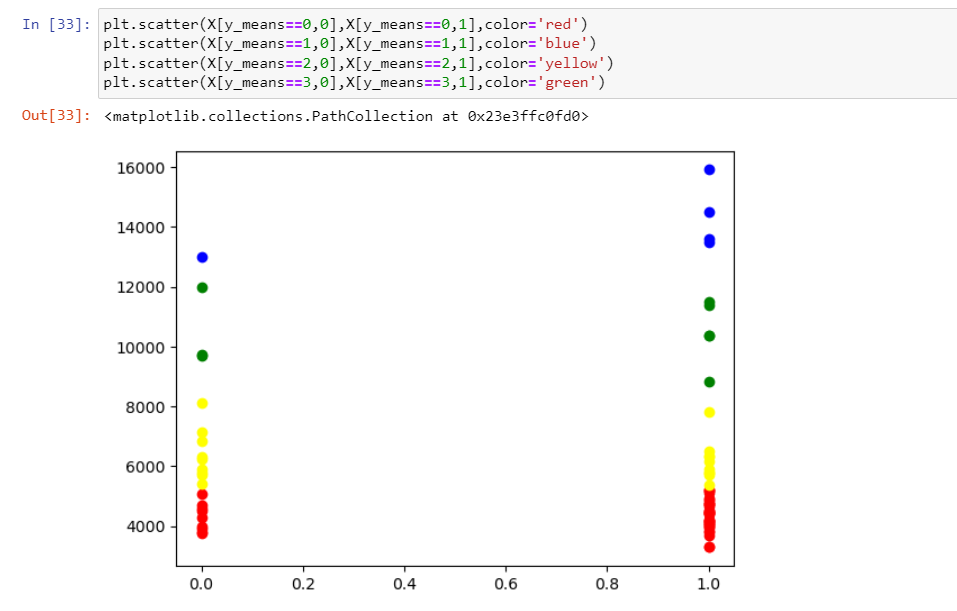 In [33]: plt.scatter(X[y_means==0,0],X[y_means==0,1],color='red')
plt.scatter(X[y_means==1,0],X[y_means==1,1],color='blue')
plt.scatter(X[y_means==2,0],X[y_means==2,1],color='yellow')
plt.scatter(X[y_means==3,0],X[y_means==3,1],color='green')
Out[33]: <matplotlib.collections.PathCollection at 0x23e3ffc0fd0>
16000
14000
12000
10000
8000
6000
4000
0.0 0.2 0.4 0.6 0.8 1.0